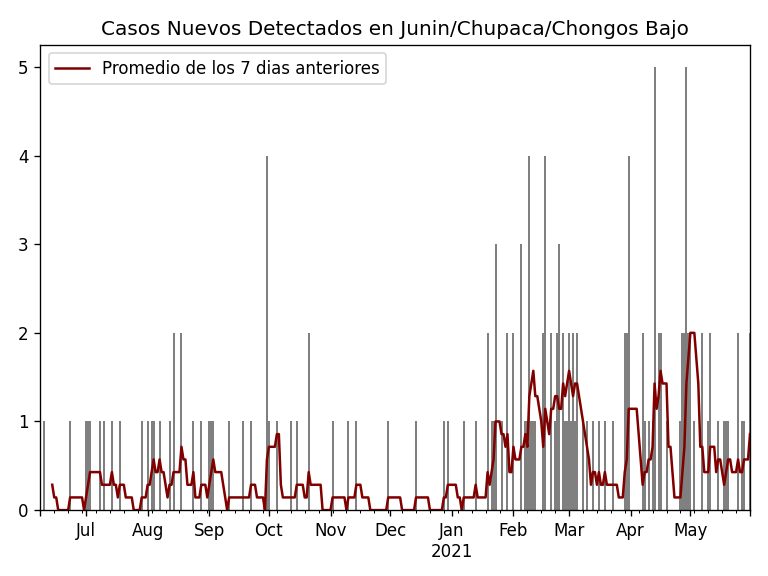 Casos Nuevos Detectados en Junin/Chupaca/Chongos Bajo
Promedio de los 7 dias anteriores
5
4
3
2
1
0
Jul Aug Sep Oct Nov Dec Jan Feb Mar Apr May
2021